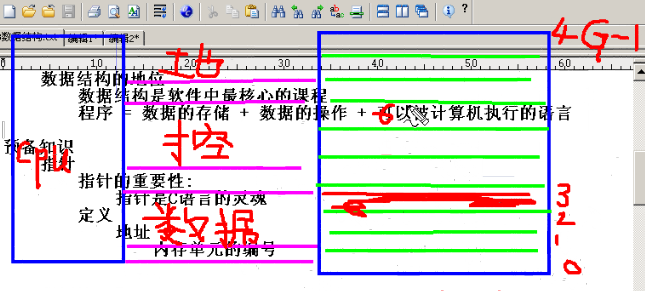 数据结构.txt 编辑1* 编辑2*
0 10 20 30 40 50 60
4G-1
地
数据结构的地位
数据结构是软件中最核心的课程
程序 = 数据的存储 + 数据的操作 + 可以被计算机执行的语言
控
预备知识
cpu
指针
指针的重要性:
指针是C语言的灵魂
3
定义
数据
2
地址
1
内存单元的编号
0